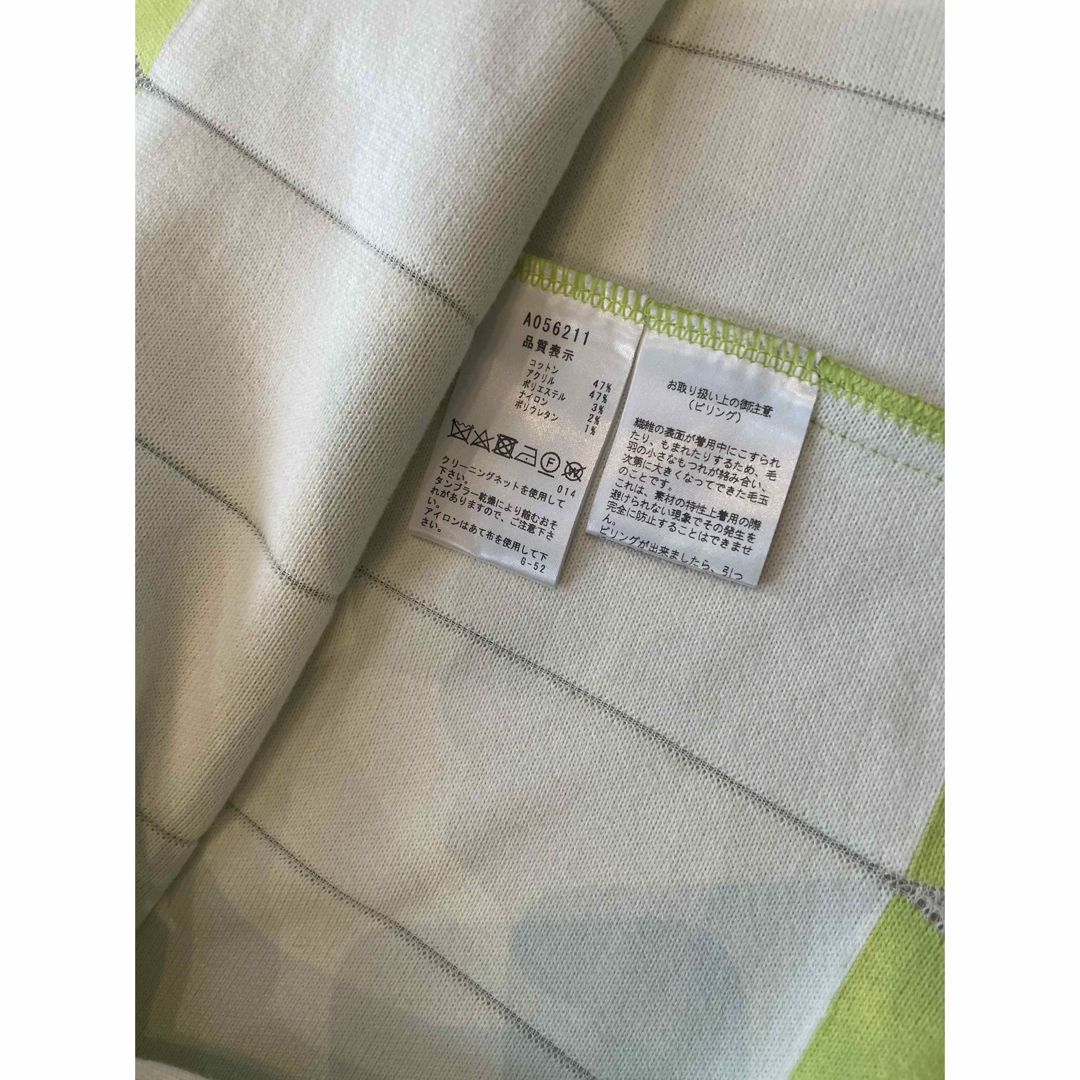 A056211
品質表示
コットン 47%
アクリル 47%
ポリエステル 3%
ナイロン 2%
ポリウレタン 1%
F W
014
クリーニングネットを使用して
下さい。
タンブラー乾燥により縮むおそ
れがありますので、ご注意下さ
い。
アイロンはあて布を使用して下
さい。
G-52
お取り扱い上の御注意
(ピリング)
繊維の表面が着用中にこすられ
たり、もまれたりするため、毛
羽の小さなもつれが絡み合い、
次第に大きくなってできた毛玉
のことです。
これは、素材の特性上着用の際
避けられない現象でその発生を
完全に防止することはできませ
ん。
ピリングが出来ましたら、引っ